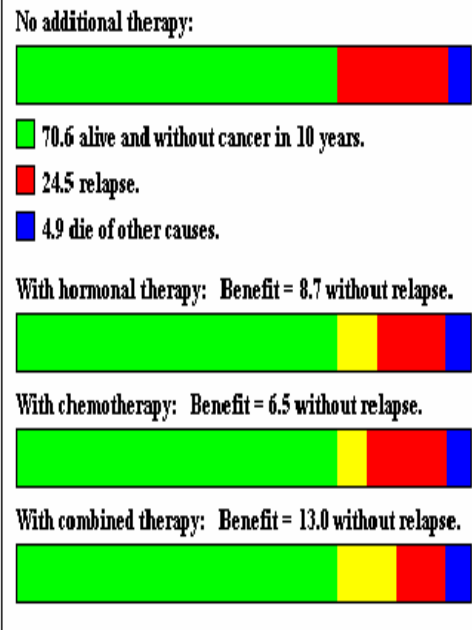 No additional therapy:
70.6 alive and without cancer in 10 years.
24.5 relapse.
4.9 die of other causes.
With hormonal therapy: Benefit = 8.7 without relapse.
With chemotherapy: Benefit = 6.5 without relapse.
With combined therapy: Benefit = 13.0 without relapse.